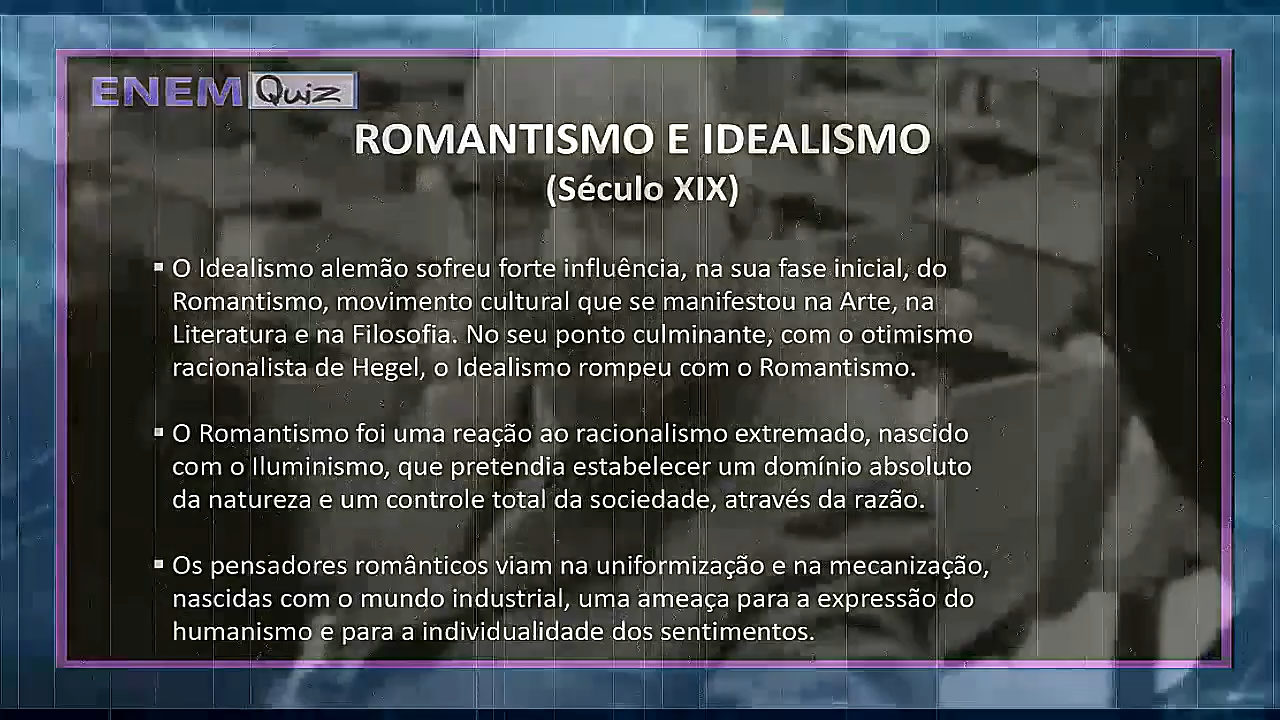 ENEM Quiz
ROMANTISMO E IDEALISMO
(Século XIX)
▪ O Idealismo alemão sofreu forte influência, na sua fase inicial, do
Romantismo, movimento cultural que se manifestou na Arte, na
Literatura e na Filosofia. No seu ponto culminante, com o otimismo
racionalista de Hegel, o Idealismo rompeu com o Romantismo.
▪ O Romantismo foi uma reação ao racionalismo extremado, nascido
com o Iluminismo, que pretendia estabelecer um domínio absoluto
da natureza e um controle total da sociedade, através da razão.
▪ Os pensadores românticos viam na uniformização e na mecanização,
nascidas com o mundo industrial, uma ameaça para a expressão do
humanismo e para a individualidade dos sentimentos.